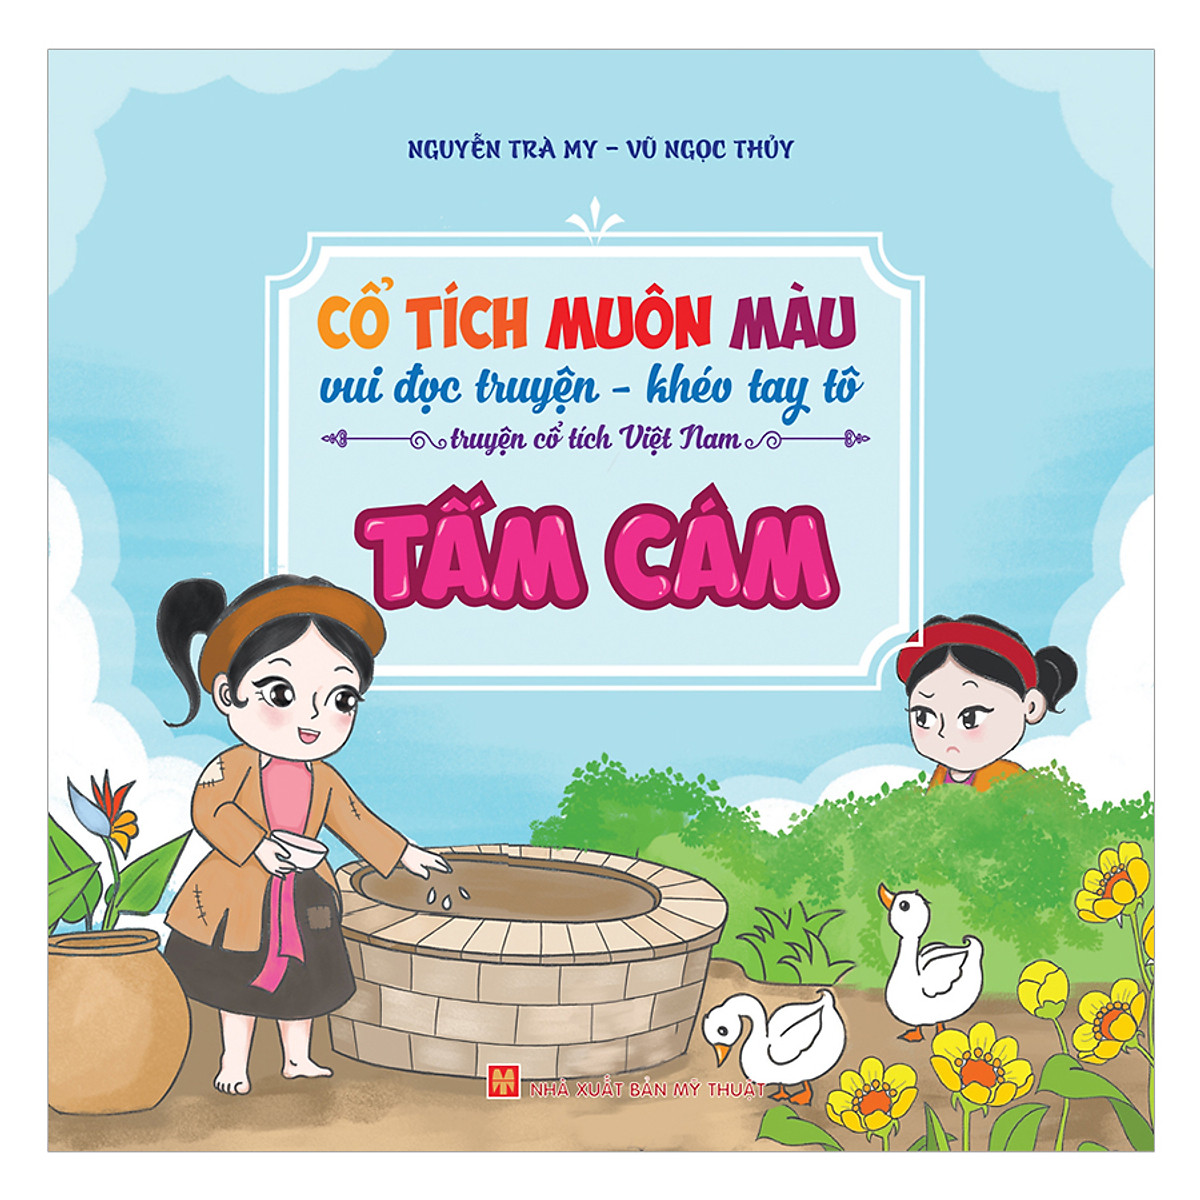 NGUYỄN TRÀ MY – VŨ NGỌC THỦY
CỔ TÍCH MUÔN MÀU
vui đọc truyện – khéo tay tô
truyện cổ tích Việt Nam
TẤM CÁM
NHÀ XUẤT BẢN MỸ THUẬT